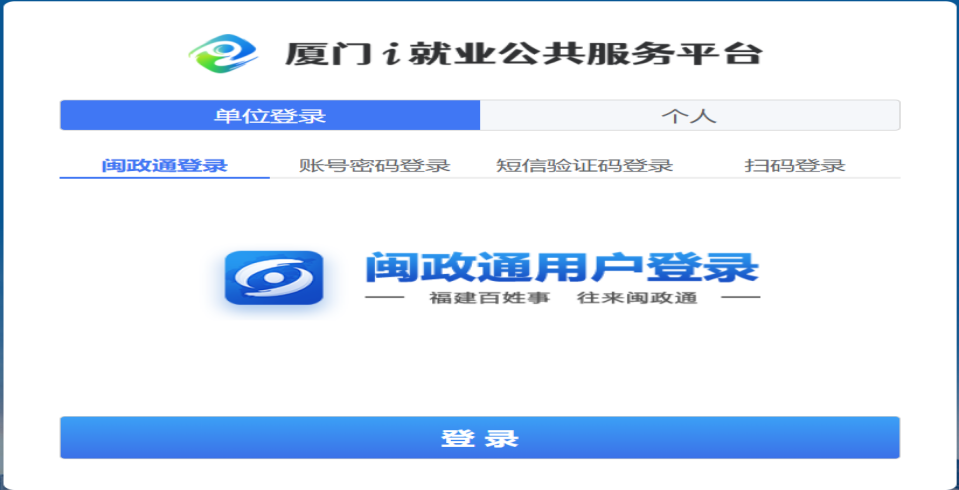 厦门i就业公共服务平台
单位登录 个人
闽政通登录 账号密码登录 短信验证码登录 扫码登录
闽政通用户登录
福建百姓事 往来闽政通
登录